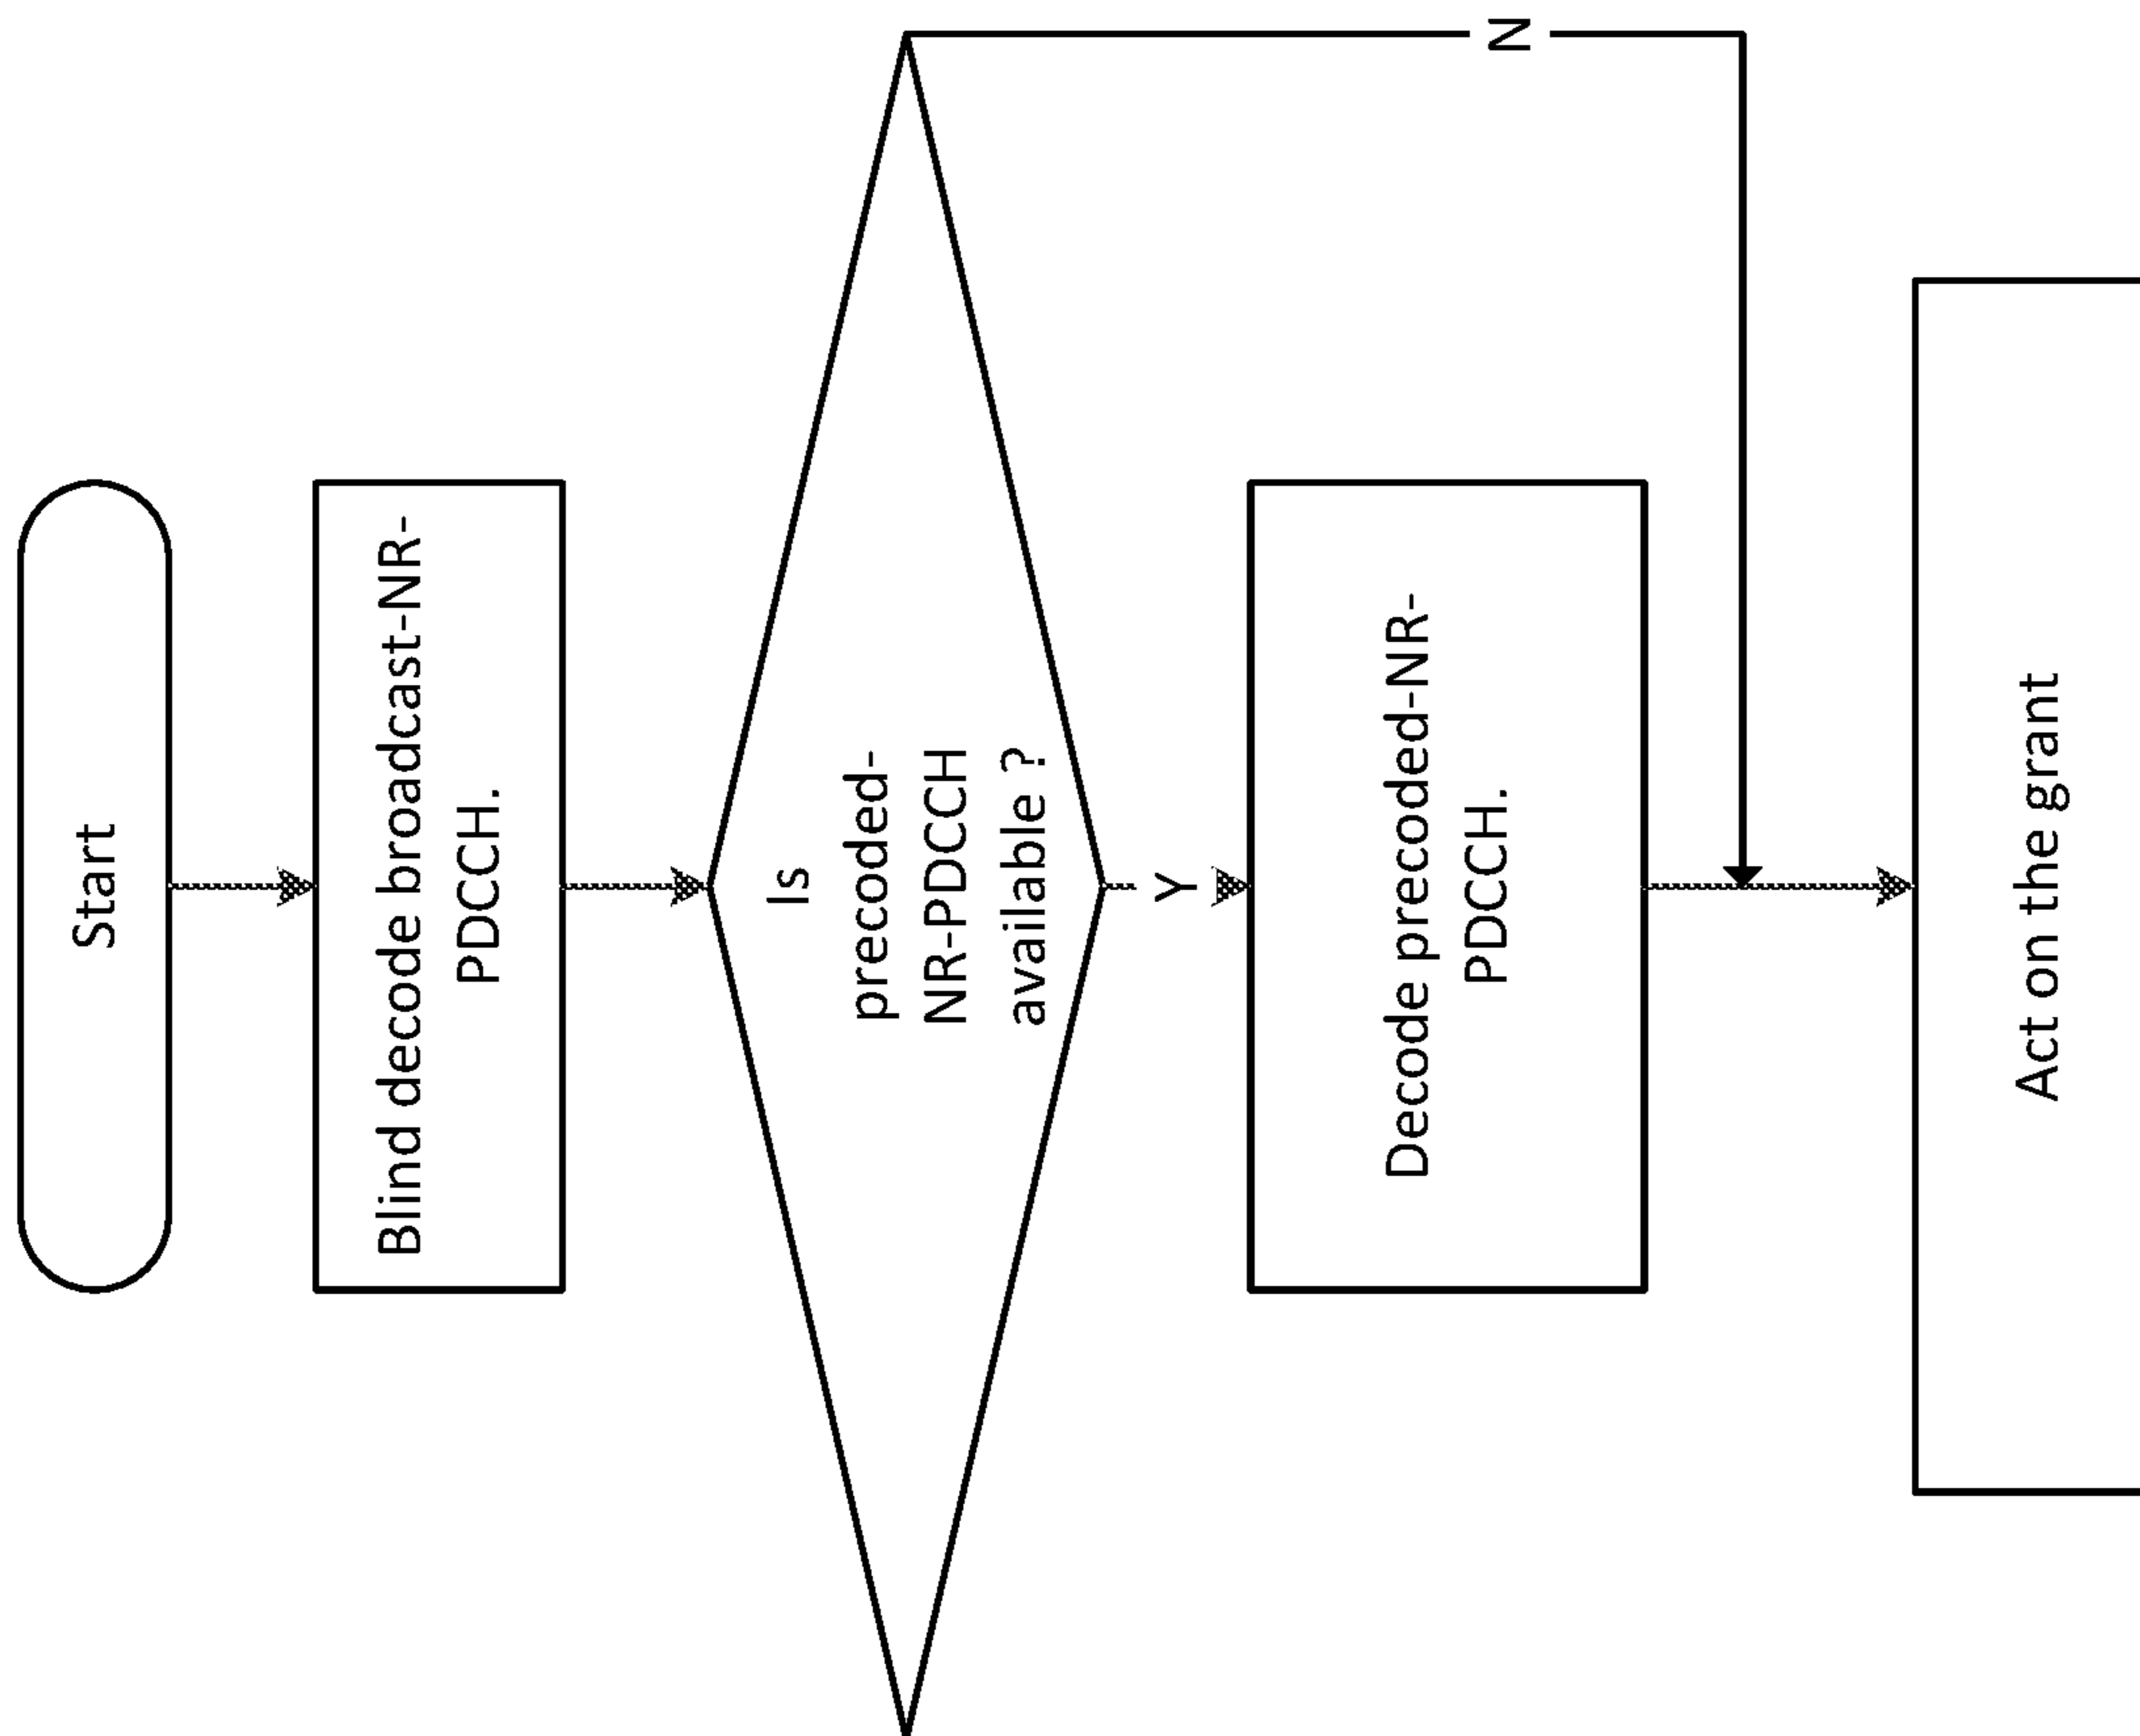 Start
Blind decode broadcast-NR-
PDCCH.
Is
precoded-
NR-PDCCH
available ?
Y
N
Decode precoded-NR-
PDCCH.
Act on the grant